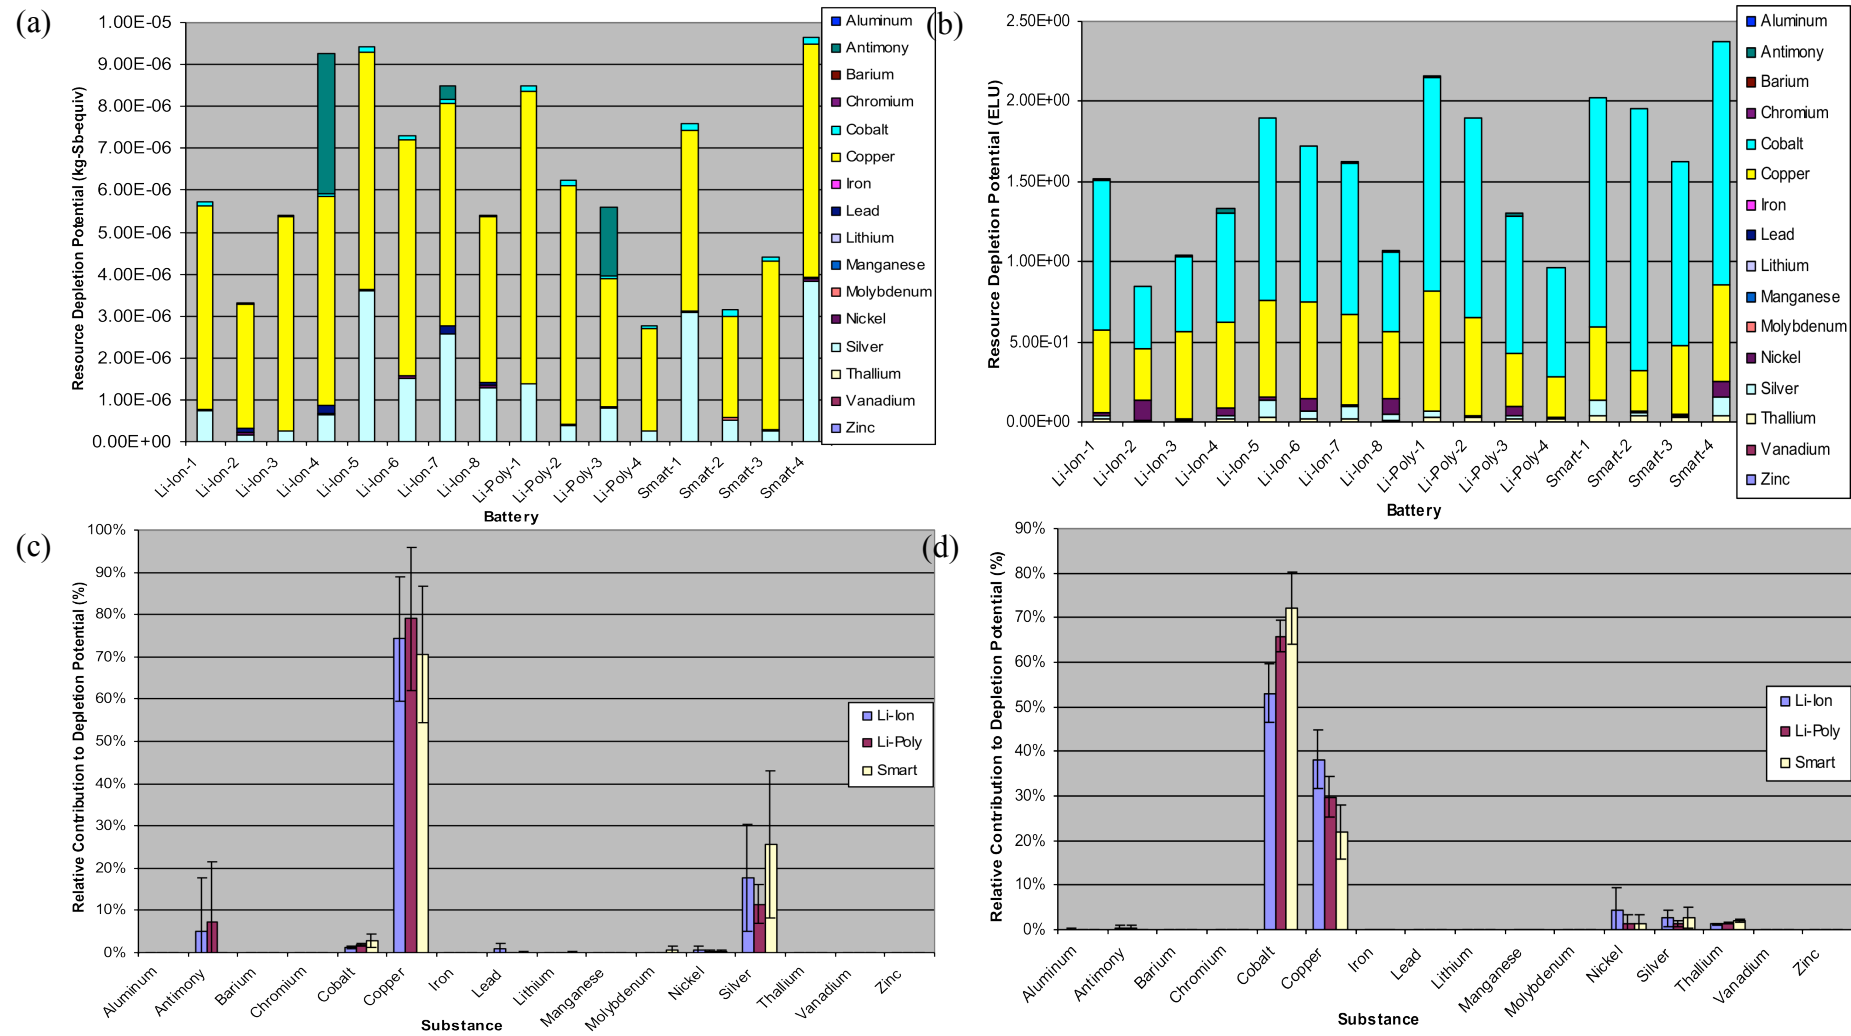 (a)
Resource Depletion Potential (kg-Sb-equiv)
1.00E-05
9.00E-06
8.00E-06
7.00E-06
6.00E-06
5.00E-06
4.00E-06
3.00E-06
2.00E-06
1.00E-06
0.00E+00
Li-Ion-1
Li-Ion-2
Li-Ion-3
Li-Ion-4
Li-Ion-5
Li-Ion-6
Li-Ion-7
Li-Ion-8
Li-Poly-1
Li-Poly-2
Li-Poly-3
Li-Poly-4
Smart-1
Smart-2
Smart-3
Smart-4
Battery
Aluminum
Antimony
Barium
Chromium
Cobalt
Copper
Iron
Lead
Lithium
Manganese
Molybdenum
Nickel
Silver
Thallium
Vanadium
Zinc
(b)
Resource Depletion Potential (ELU)
2.50E+00
2.00E+00
1.50E+00
1.00E+00
5.00E-01
0.00E+00
Li-Ion-1
Li-Ion-2
Li-Ion-3
Li-Ion-4
Li-Ion-5
Li-Ion-6
Li-Ion-7
Li-Ion-8
Li-Poly-1
Li-Poly-2
Li-Poly-3
Li-Poly-4
Smart-1
Smart-2
Smart-3
Smart-4
Battery
Aluminum
Antimony
Barium
Chromium
Cobalt
Copper
Iron
Lead
Lithium
Manganese
Molybdenum
Nickel
Silver
Thallium
Vanadium
Zinc
(c)
Relative Contribution to Depletion Potential (%)
100%
90%
80%
70%
60%
50%
40%
30%
20%
10%
0%
Aluminum
Antimony
Barium
Chromium
Cobalt
Copper
Iron
Lead
Lithium
Manganese
Molybdenum
Nickel
Silver
Thallium
Vanadium
Zinc
Substance
Li-Ion
Li-Poly
Smart
(d)
Relative Contribution to Depletion Potential (%)
90%
80%
70%
60%
50%
40%
30%
20%
10%
0%
Aluminum
Antimony
Barium
Chromium
Cobalt
Copper
Iron
Lead
Lithium
Manganese
Molybdenum
Nickel
Silver
Thallium
Vanadium
Zinc
Substance
Li-Ion
Li-Poly
Smart